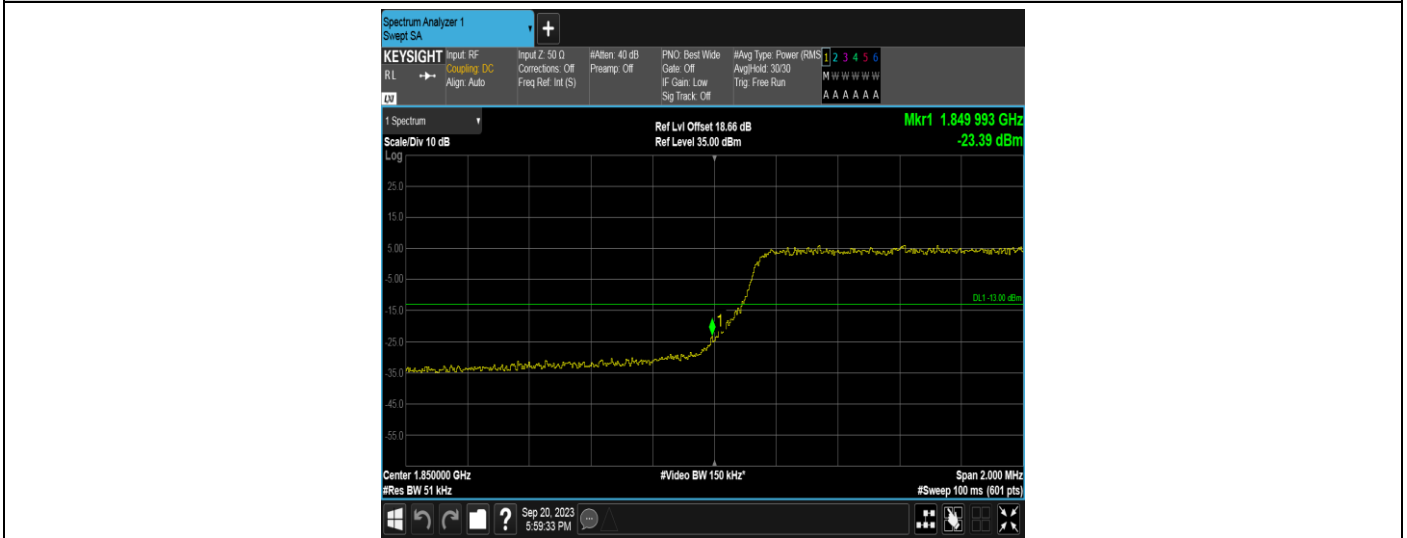 Spectrum Analyzer 1
Swept SA
+
KEYSIGHT Input: RF Input Z: 50 Ω #Atten: 40 dB PNO: Best Wide #Avg Type: Power (RMS 1 2 3 4 5 6
RL Coupling: DC Corrections: Off Preamp: Off Gate: Off Avg|Hold: 30/30 M W W W W W
Align: Auto Freq Ref: Int (S) IF Gain: Low Trig: Free Run
LXI Sig Track: Off A A A A A A
1 Spectrum Ref Lvl Offset 18.66 dB Mkr1 1.849 993 GHz
Scale/Div 10 dB Ref Level 35.00 dBm -23.39 dBm
Log
25.0
15.0
5.00
-5.00
DL1 -13.00 dBm
-15.0
1
-25.0
-35.0
-45.0
-55.0
Center 1.850000 GHz #Video BW 150 kHz* Span 2.000 MHz
#Res BW 51 kHz #Sweep 100 ms (601 pts)
? Sep 20, 2023
5:59:33 PM